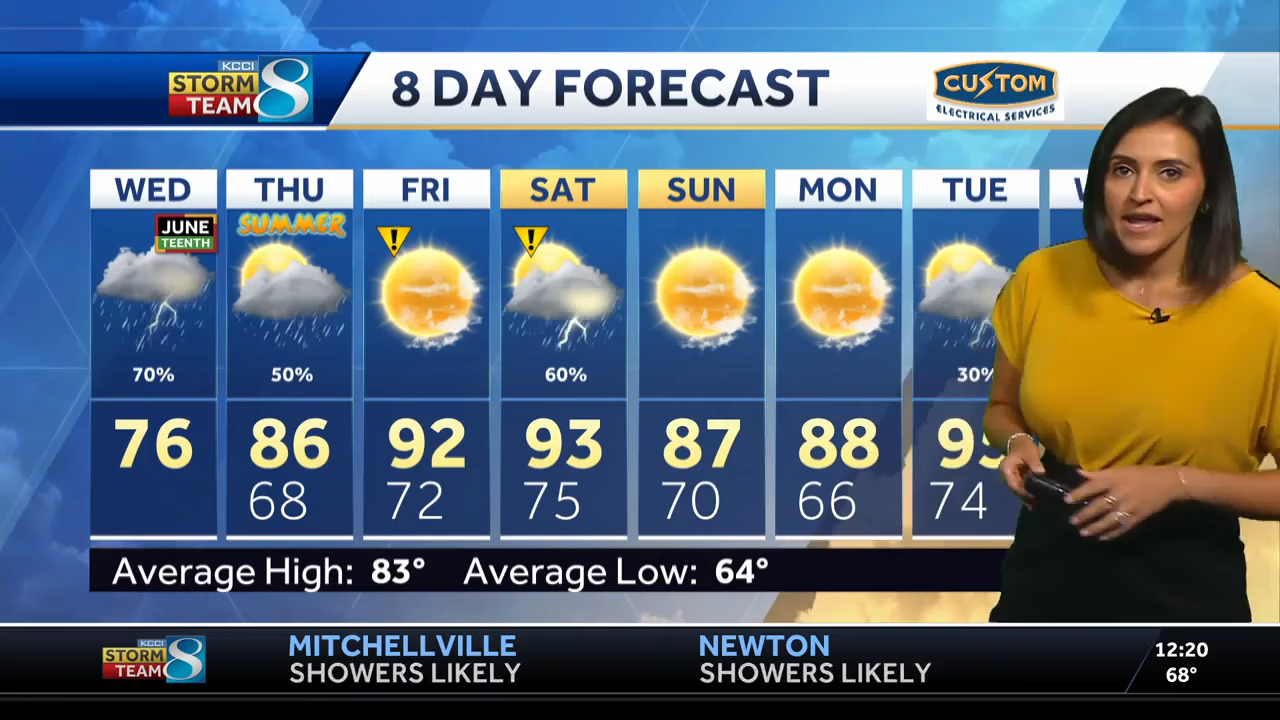 KCCI
STORM
TEAM 8
8 DAY FORECAST
CUSTOM
ELECTRICAL SERVICES
WED THU FRI SAT SUN MON TUE
JUNE
TEENTH
SUMMER
! !
70% 50% 60% 30%
76 86 92 93 87 88
68 72 75 70 66 74
Average High: 83° Average Low: 64°
KCCI
STORM
TEAM 8
MITCHELLVILLE NEWTON
SHOWERS LIKELY SHOWERS LIKELY
12:20
68°